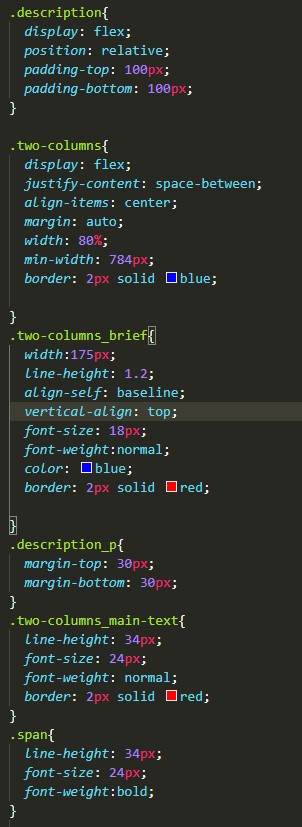 .description{
display: flex;
position: relative;
padding-top: 100px;
padding-bottom: 100px;
}
.two-columns{
display: flex;
justify-content: space-between;
align-items: center;
margin: auto;
width: 80%;
min-width: 784px;
border: 2px solid blue;
}
.two-columns_brief{
width:175px;
line-height: 1.2;
align-self: baseline;
vertical-align: top;
font-size: 18px;
font-weight:normal;
color: blue;
border: 2px solid red;
}
.description_p{
margin-top: 30px;
margin-bottom: 30px;
}
.two-columns_main-text{
line-height: 34px;
font-size: 24px;
font-weight: normal;
border: 2px solid red;
}
.span{
line-height: 34px;
font-size: 24px;
font-weight:bold;
}